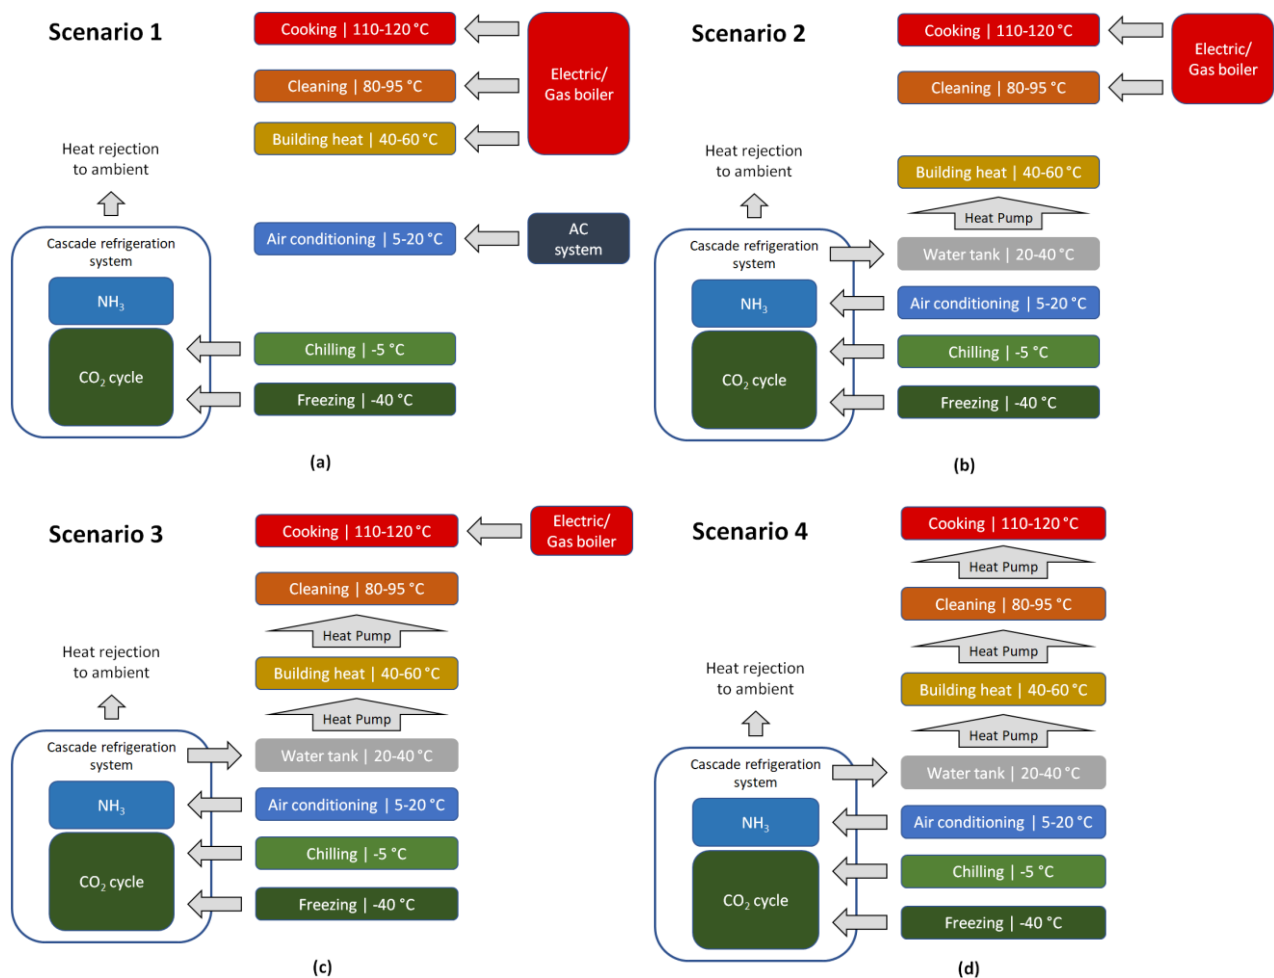 Scenario 1
Cooking | 110-120 °C
Cleaning | 80-95 °C
Building heat | 40-60 °C
Electric/
Gas boiler
Heat rejection
to ambient
Air conditioning | 5-20 °C
AC
system
Cascade refrigeration
system
NH₃
CO₂ cycle
Chilling | -5 °C
Freezing | -40 °C
(a)
Scenario 2
Cooking | 110-120 °C
Cleaning | 80-95 °C
Electric/
Gas boiler
Heat rejection
to ambient
Building heat | 40-60 °C
Heat Pump
Cascade refrigeration
system
Water tank | 20-40 °C
NH₃
Air conditioning | 5-20 °C
CO₂ cycle
Chilling | -5 °C
Freezing | -40 °C
(b)
Scenario 3
Cooking | 110-120 °C
Electric/
Gas boiler
Cleaning | 80-95 °C
Heat Pump
Heat rejection
to ambient
Building heat | 40-60 °C
Heat Pump
Cascade refrigeration
system
Water tank | 20-40 °C
NH₃
Air conditioning | 5-20 °C
CO₂ cycle
Chilling | -5 °C
Freezing | -40 °C
(c)
Scenario 4
Cooking | 110-120 °C
Heat Pump
Cleaning | 80-95 °C
Heat Pump
Heat rejection
to ambient
Building heat | 40-60 °C
Heat Pump
Cascade refrigeration
system
Water tank | 20-40 °C
NH₃
Air conditioning | 5-20 °C
CO₂ cycle
Chilling | -5 °C
Freezing | -40 °C
(d)